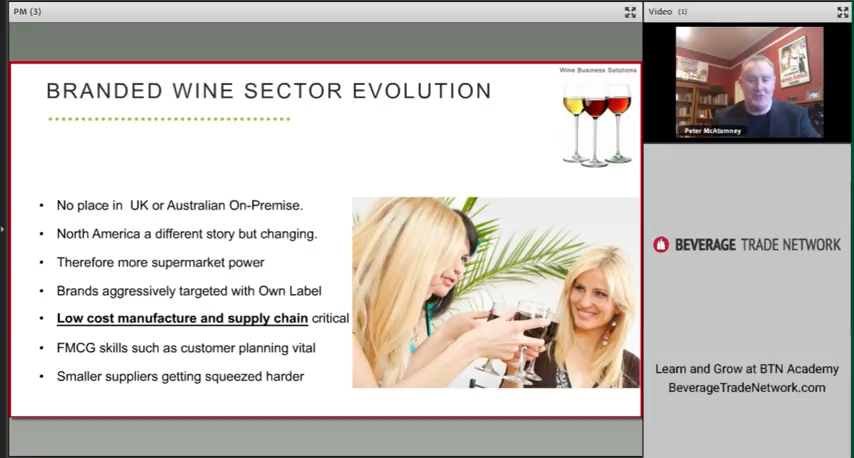 PM (3)
Video (1)
Wine Business Solutions
BRANDED WINE SECTOR EVOLUTION
• No place in UK or Australian On-Premise.
• North America a different story but changing.
• Therefore more supermarket power
• Brands aggressively targeted with Own Label
• Low cost manufacture and supply chain critical
• FMCG skills such as customer planning vital
• Smaller suppliers getting squeezed harder
Peter McAtamney
BEVERAGE TRADE NETWORK
Learn and Grow at BTN Academy
BeverageTradeNetwork.com